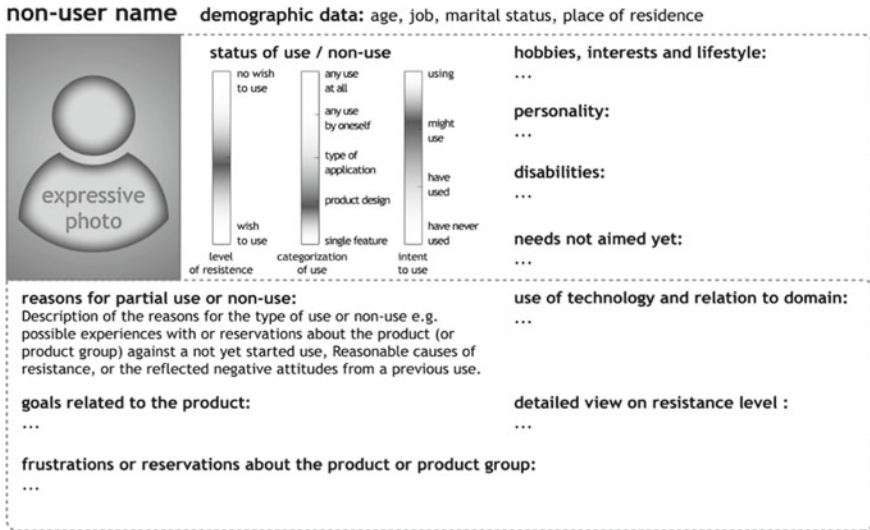 non-user name demographic data: age, job, marital status, place of residence
expressive
photo
status of use / non-use
no wish
to use
wish
to use
level
of resistence
any use
at all
any use
by oneself
type of
application
product design
single feature
categorization
of use
using
might
use
have
used
have never
used
intent
to use
hobbies, interests and lifestyle:
...
personality:
...
disabilities:
...
needs not aimed yet:
...
reasons for partial use or non-use:
Description of the reasons for the type of use or non-use e.g.
possible experiences with or reservations about the product (or
product group) against a not yet started use, Reasonable causes of
resistance, or the reflected negative attitudes from a previous use.
use of technology and relation to domain:
...
goals related to the product:
...
detailed view on resistance level :
...
frustrations or reservations about the product or product group:
...